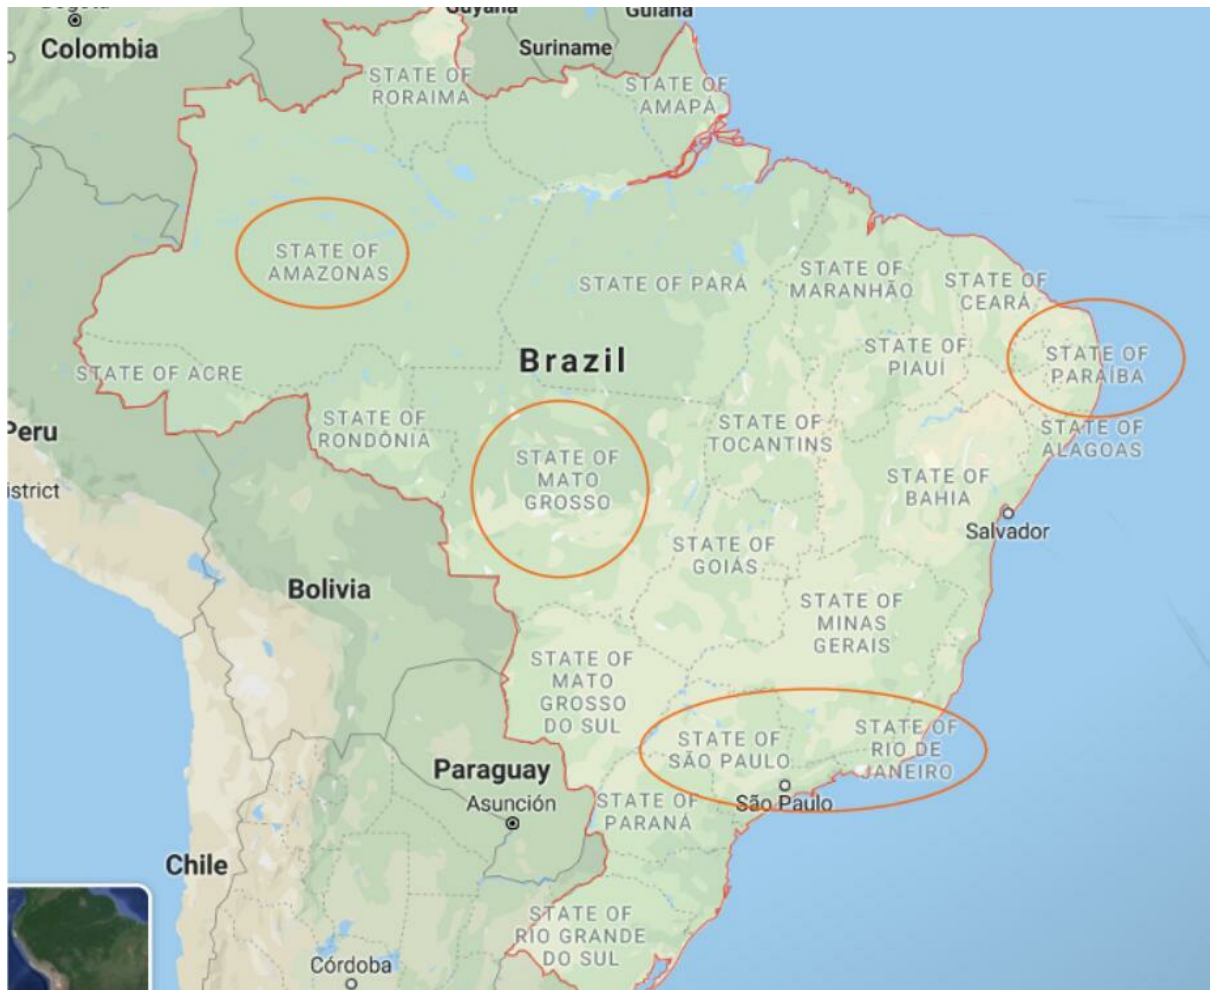 Colombia
Guyana
Suriname
STATE OF
RORAIMA
STATE OF
AMAPÁ
STATE OF
AMAZONAS
STATE OF PARÁ
STATE OF
MARANHÃO
STATE OF
CEARÁ
Brazil
STATE OF
PIAUÍ
STATE OF
PARAÍBA
STATE OF ACRE
STATE OF
RONDÔNIA
STATE OF
TOCANTINS
STATE OF
ALAGOAS
Peru
istrict
STATE OF
MATO
GROSSO
STATE OF
BAHIA
Salvador
STATE OF
GOIÁS
Bolivia
STATE OF
MINAS
GERAIS
STATE OF
MATO
GROSSO
DO SUL
STATE OF
SÃO PAULO
STATE OF
RIO DE
JANEIRO
Paraguay
Asunción
STATE OF
PARANÁ
São Paulo
Chile
STATE OF
RIO GRANDE
DO SUL
Córdoba